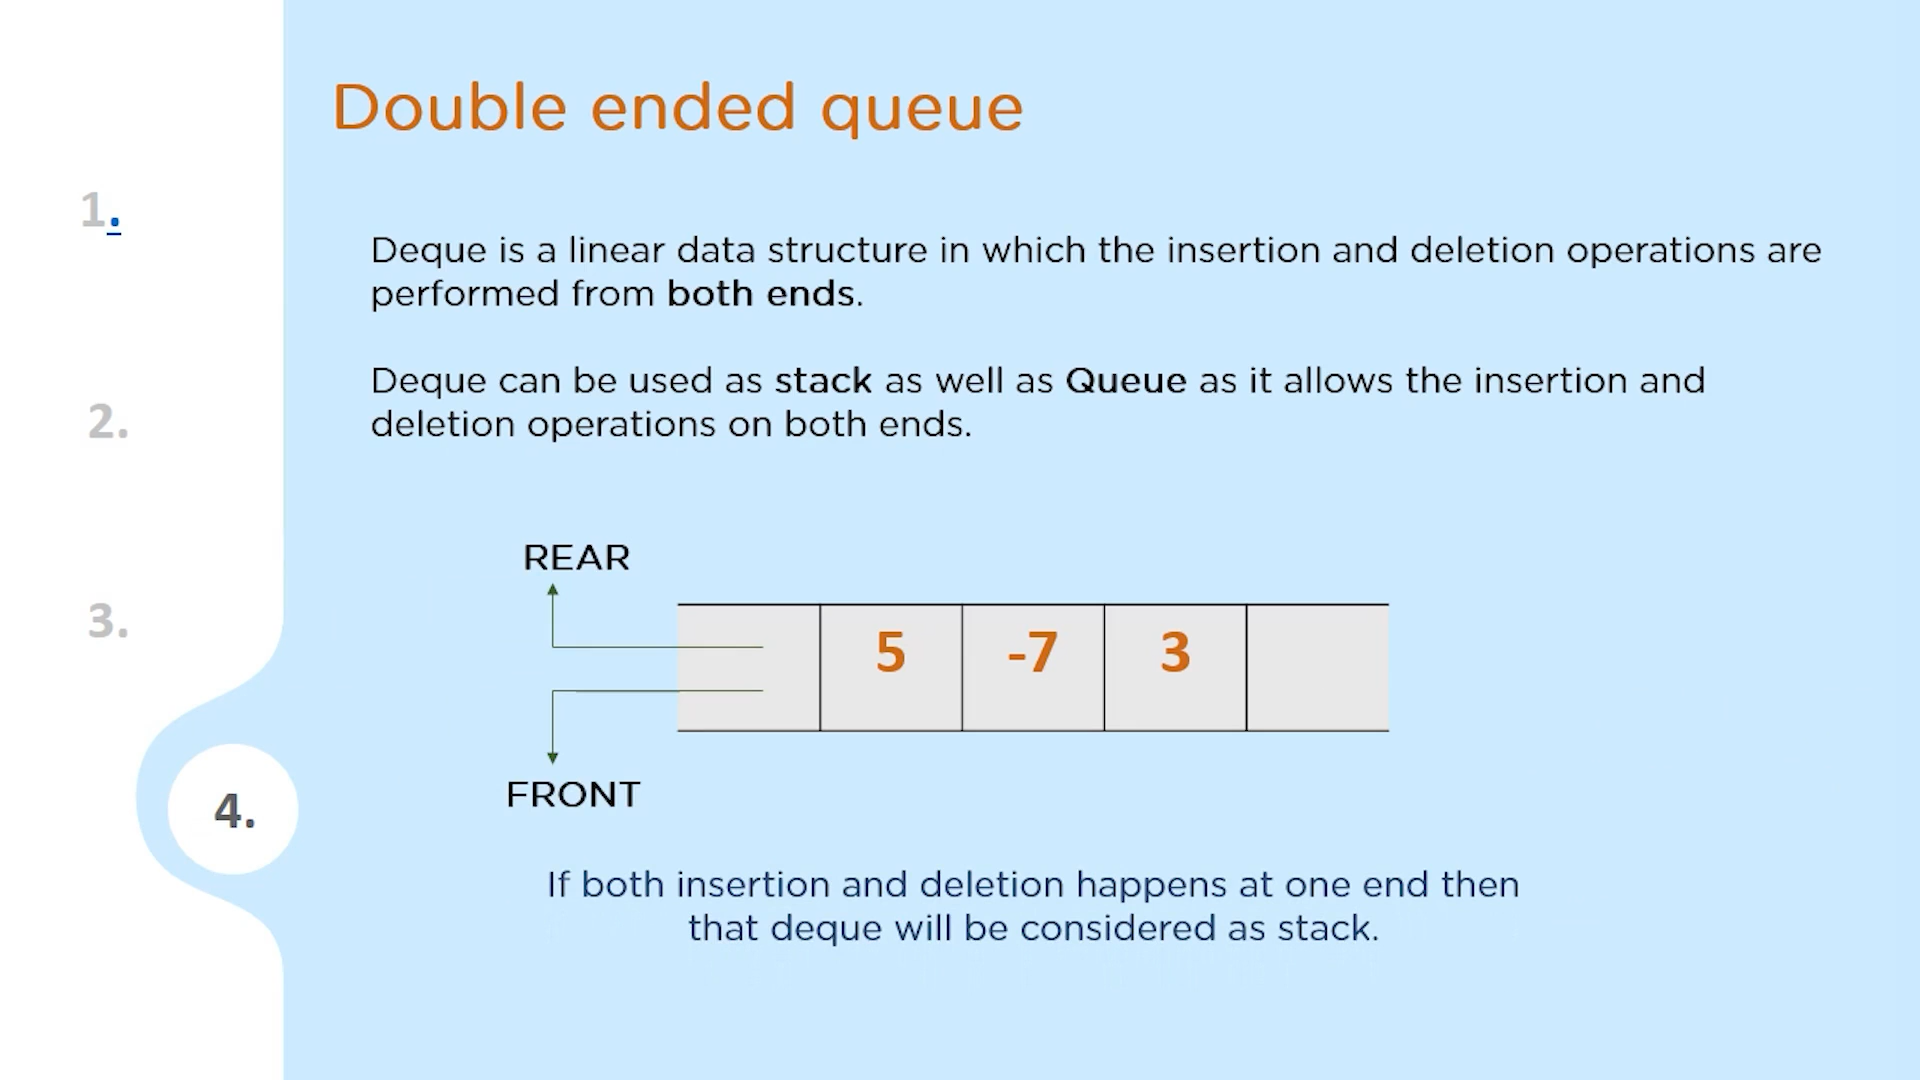 Double ended queue
1.
2.
3.
4.
Deque is a linear data structure in which the insertion and deletion operations are
performed from both ends.
Deque can be used as stack as well as Queue as it allows the insertion and
deletion operations on both ends.
REAR
5 -7 3
FRONT
If both insertion and deletion happens at one end then
that deque will be considered as stack.